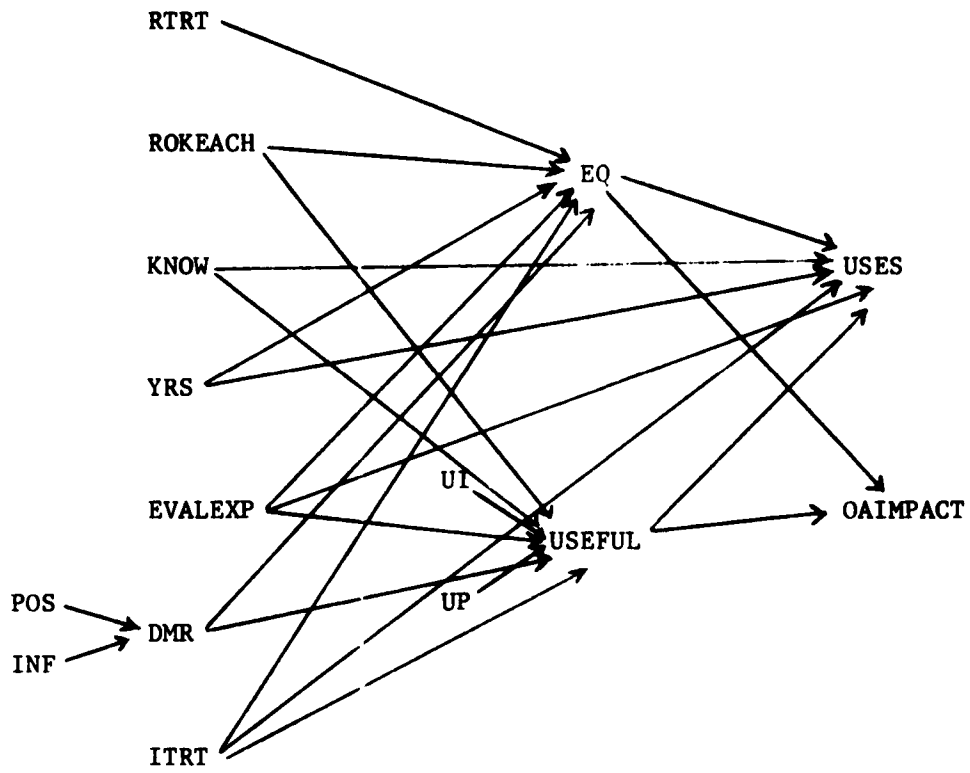 RTRT
ROKEACH
EQ
KNOW
USES
YRS
UI
EVALEXP
OAIMPACT
USEFUL
UP
POS
DMR
INF
ITRT